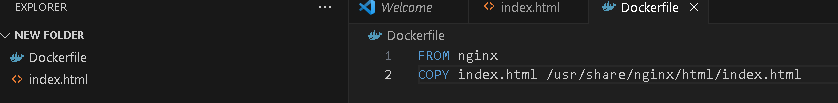 EXPLORER
NEW FOLDER
Dockerfile
index.html
Welcome
index.html
Dockerfile
Dockerfile
1 FROM nginx
2 COPY index.html /usr/share/nginx/html/index.html